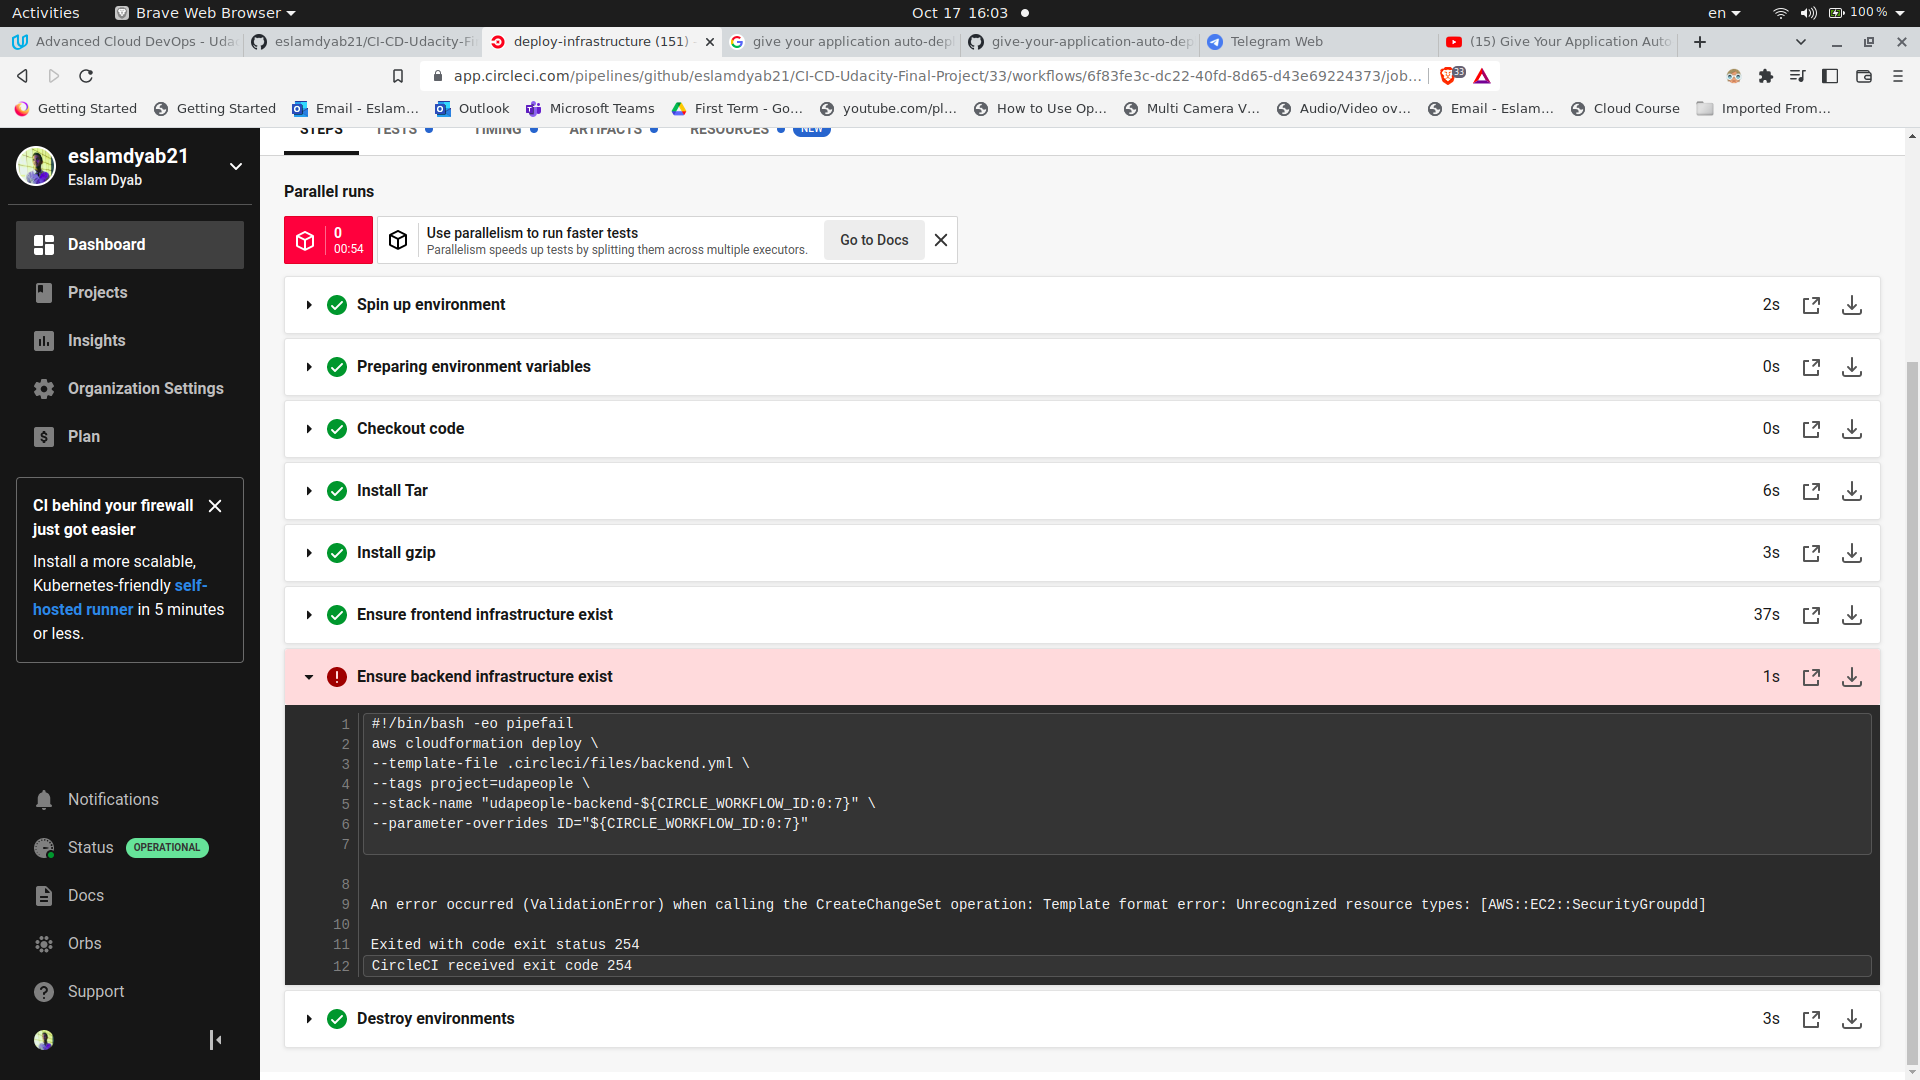 Activities
Brave Web Browser
Oct 17 16:03
en
100 %
Advanced Cloud DevOps - Uda
eslamdyab21/CI-CD-Udacity-Fi
deploy-infrastructure (151)
give your application auto-dep
give-your-application-auto-dep
Telegram Web
(15) Give Your Application Auto
app.circleci.com/pipelines/github/eslamdyab21/CI-CD-Udacity-Final-Project/33/workflows/6f83fe3c-dc22-40fd-8d65-d43e69224373/job...
33
Getting Started
Getting Started
Email - Eslam...
Outlook
Microsoft Teams
First Term - Go...
youtube.com/pl...
How to Use Op...
Multi Camera V...
Audio/Video ov...
Email - Eslam...
Cloud Course
Imported From...
eslamdyab21
Eslam Dyab
Dashboard
Projects
Insights
Organization Settings
Plan
CI behind your firewall
just got easier
Install a more scalable,
Kubernetes-friendly self-
hosted runner in 5 minutes
or less.
Notifications
Status
OPERATIONAL
Docs
Orbs
Support
STEPS
TESTS
TIMING
ARTIFACTS
RESOURCES
NEW
Parallel runs
0
00:54
Use parallelism to run faster tests
Parallelism speeds up tests by splitting them across multiple executors.
Go to Docs
Spin up environment
2s
Preparing environment variables
0s
Checkout code
0s
Install Tar
6s
Install gzip
3s
Ensure frontend infrastructure exist
37s
Ensure backend infrastructure exist
1s
1 #!/bin/bash -eo pipefail
2 aws cloudformation deploy \
3 --template-file .circleci/files/backend.yml \
4 --tags project=udapeople \
5 --stack-name "udapeople-backend-${CIRCLE_WORKFLOW_ID:0:7}" \
6 --parameter-overrides ID="${CIRCLE_WORKFLOW_ID:0:7}"
7
8
9 An error occurred (ValidationError) when calling the CreateChangeSet operation: Template format error: Unrecognized resource types: [AWS::EC2::SecurityGroupdd]
10
11 Exited with code exit status 254
12 CircleCI received exit code 254
Destroy environments
3s